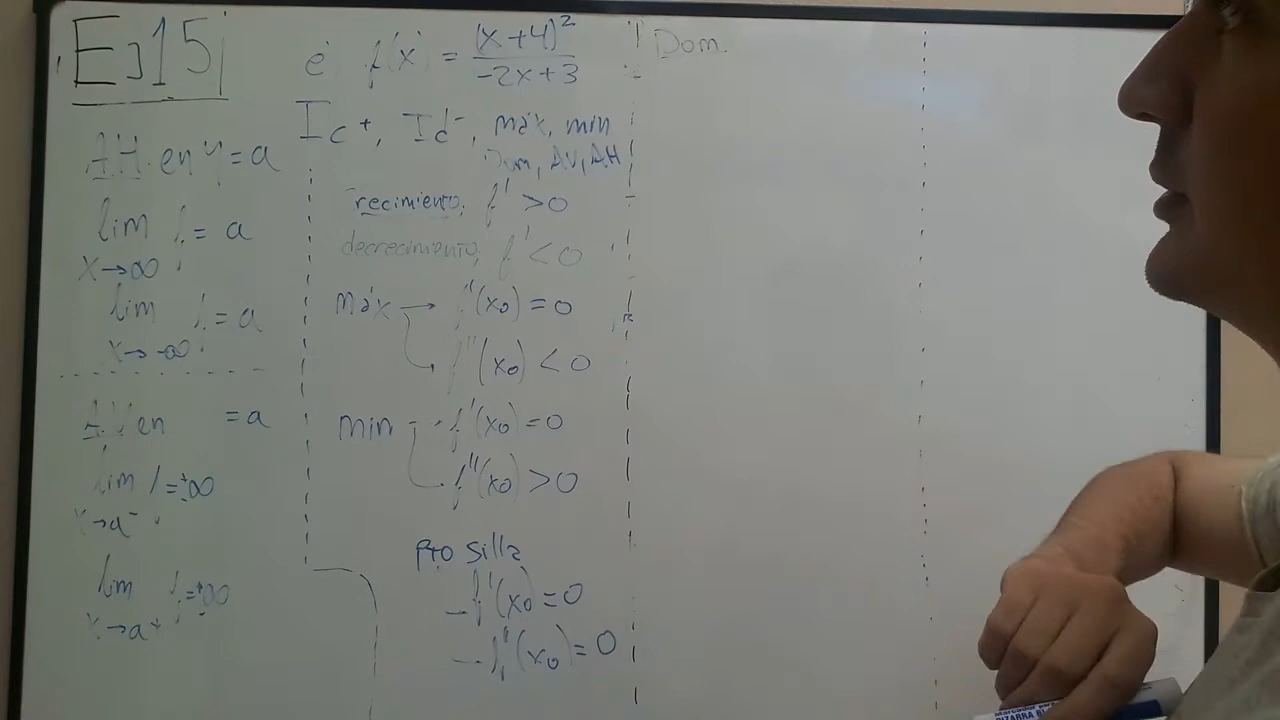 Ej 15
AH en y = a
lim f = a
x→∞
lim f = a
x→-∞
AV en = a
lim f = ±∞
x→a⁻
lim f = ±∞
x→a⁺
e) f(x) = (x+4)² / (-2x+3)
Ic⁺, Id⁻, máx, min
Dom, AV, AH
recimiento, f' > 0
decrecimiento, f' < 0
máx → f'(x₀) = 0
f''(x₀) < 0
min → f'(x₀) = 0
f''(x₀) > 0
Pto silla
- f'(x₀) = 0
- f''(x₀) = 0
Dom.